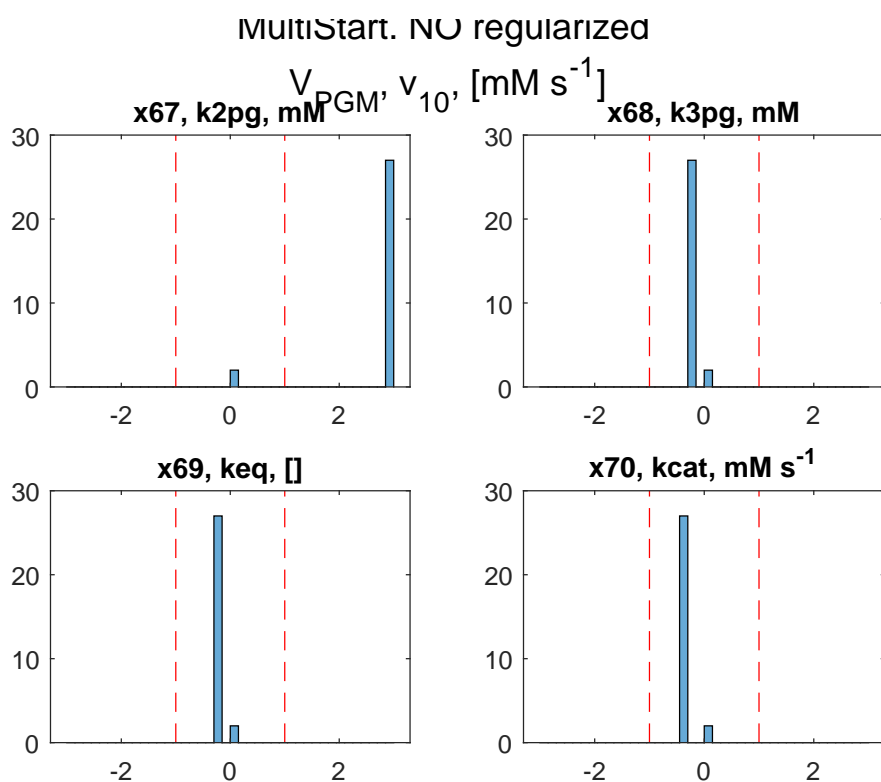 MultiStart. NO regularized
V_PGM, v_10, [mM s^-1]
x67, k2pg, mM
30
20
10
0
-2 0 2
x68, k3pg, mM
30
20
10
0
-2 0 2
x69, keq, []
30
20
10
0
-2 0 2
x70, kcat, mM s^-1
30
20
10
0
-2 0 2